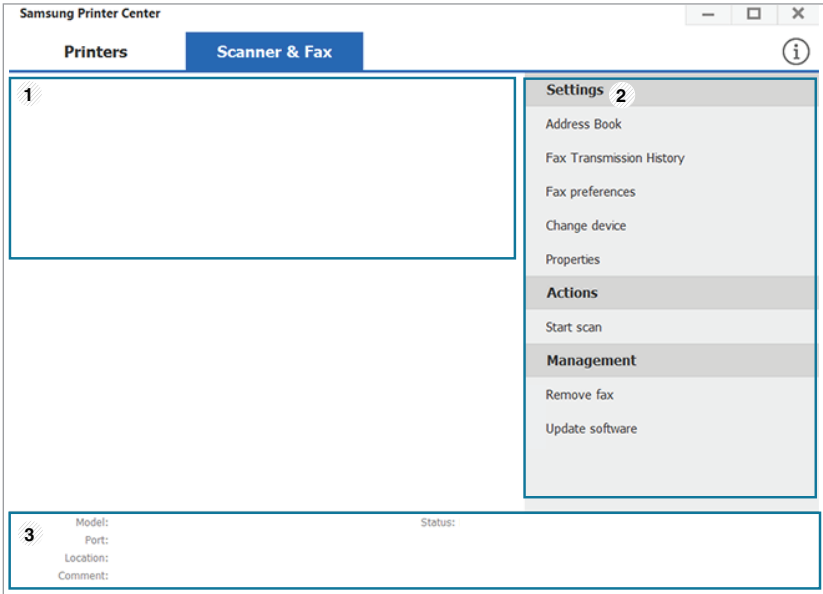 Samsung Printer Center
Printers
Scanner & Fax
1
Settings
2
Address Book
Fax Transmission History
Fax preferences
Change device
Properties
Actions
Start scan
Management
Remove fax
Update software
3
Model:
Status:
Port:
Location:
Comment: